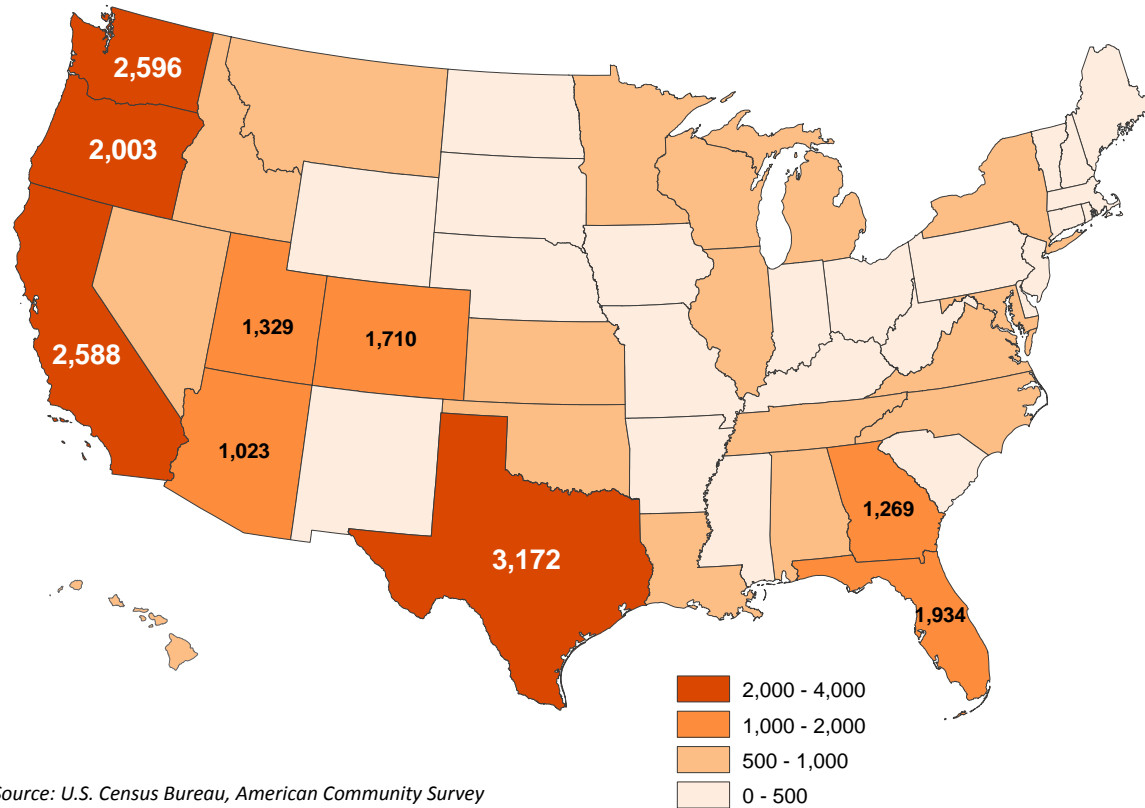 2,596
2,003
2,588
1,329
1,710
1,023
3,172
1,269
1,934
2,000 - 4,000
1,000 - 2,000
500 - 1,000
0 - 500
Source: U.S. Census Bureau, American Community Survey